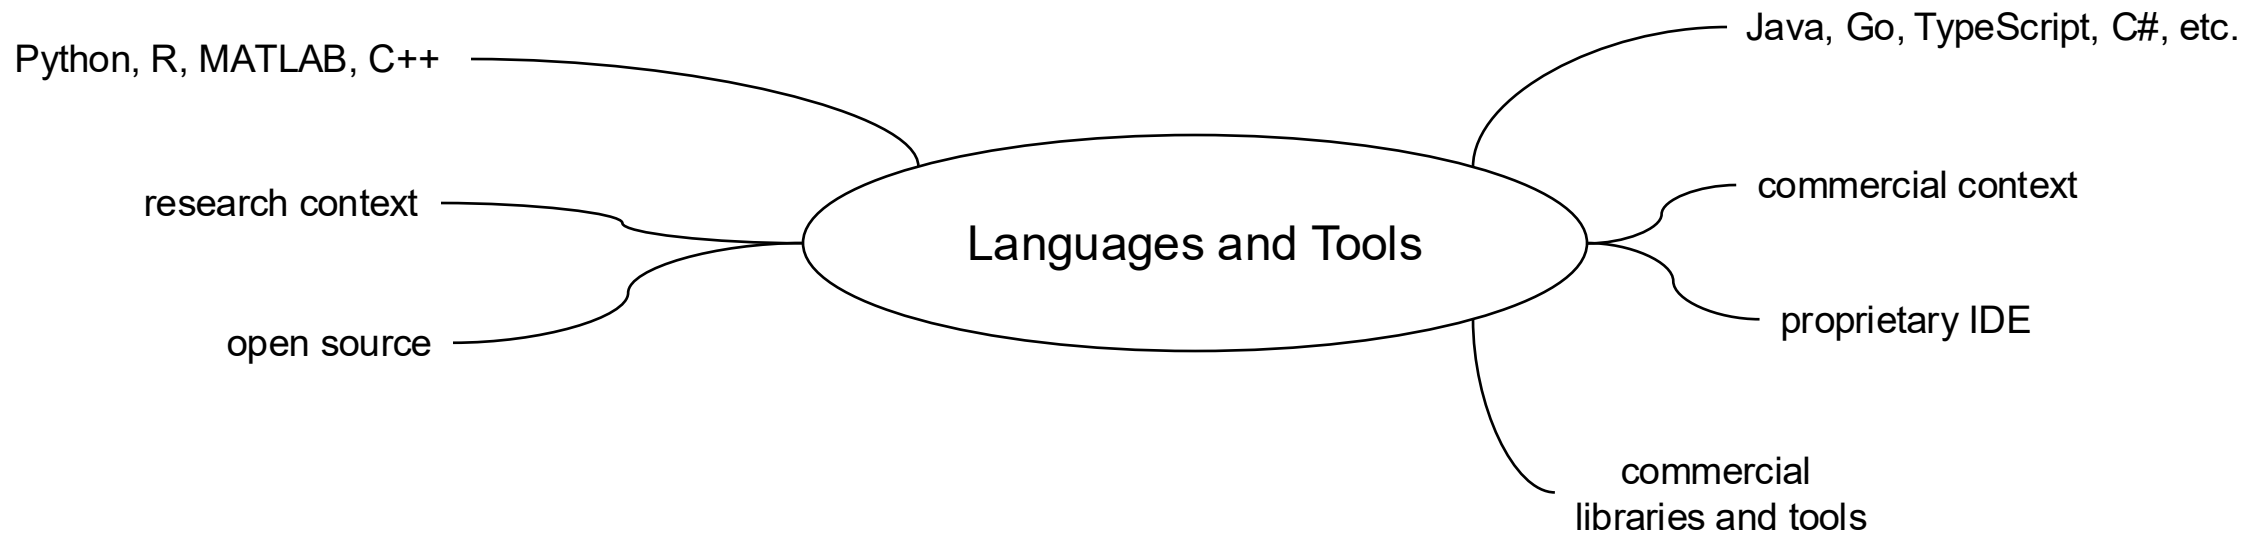 Python, R, MATLAB, C++
research context
open source
Languages and Tools
Java, Go, TypeScript, C#, etc.
commercial context
proprietary IDE
commercial
libraries and tools